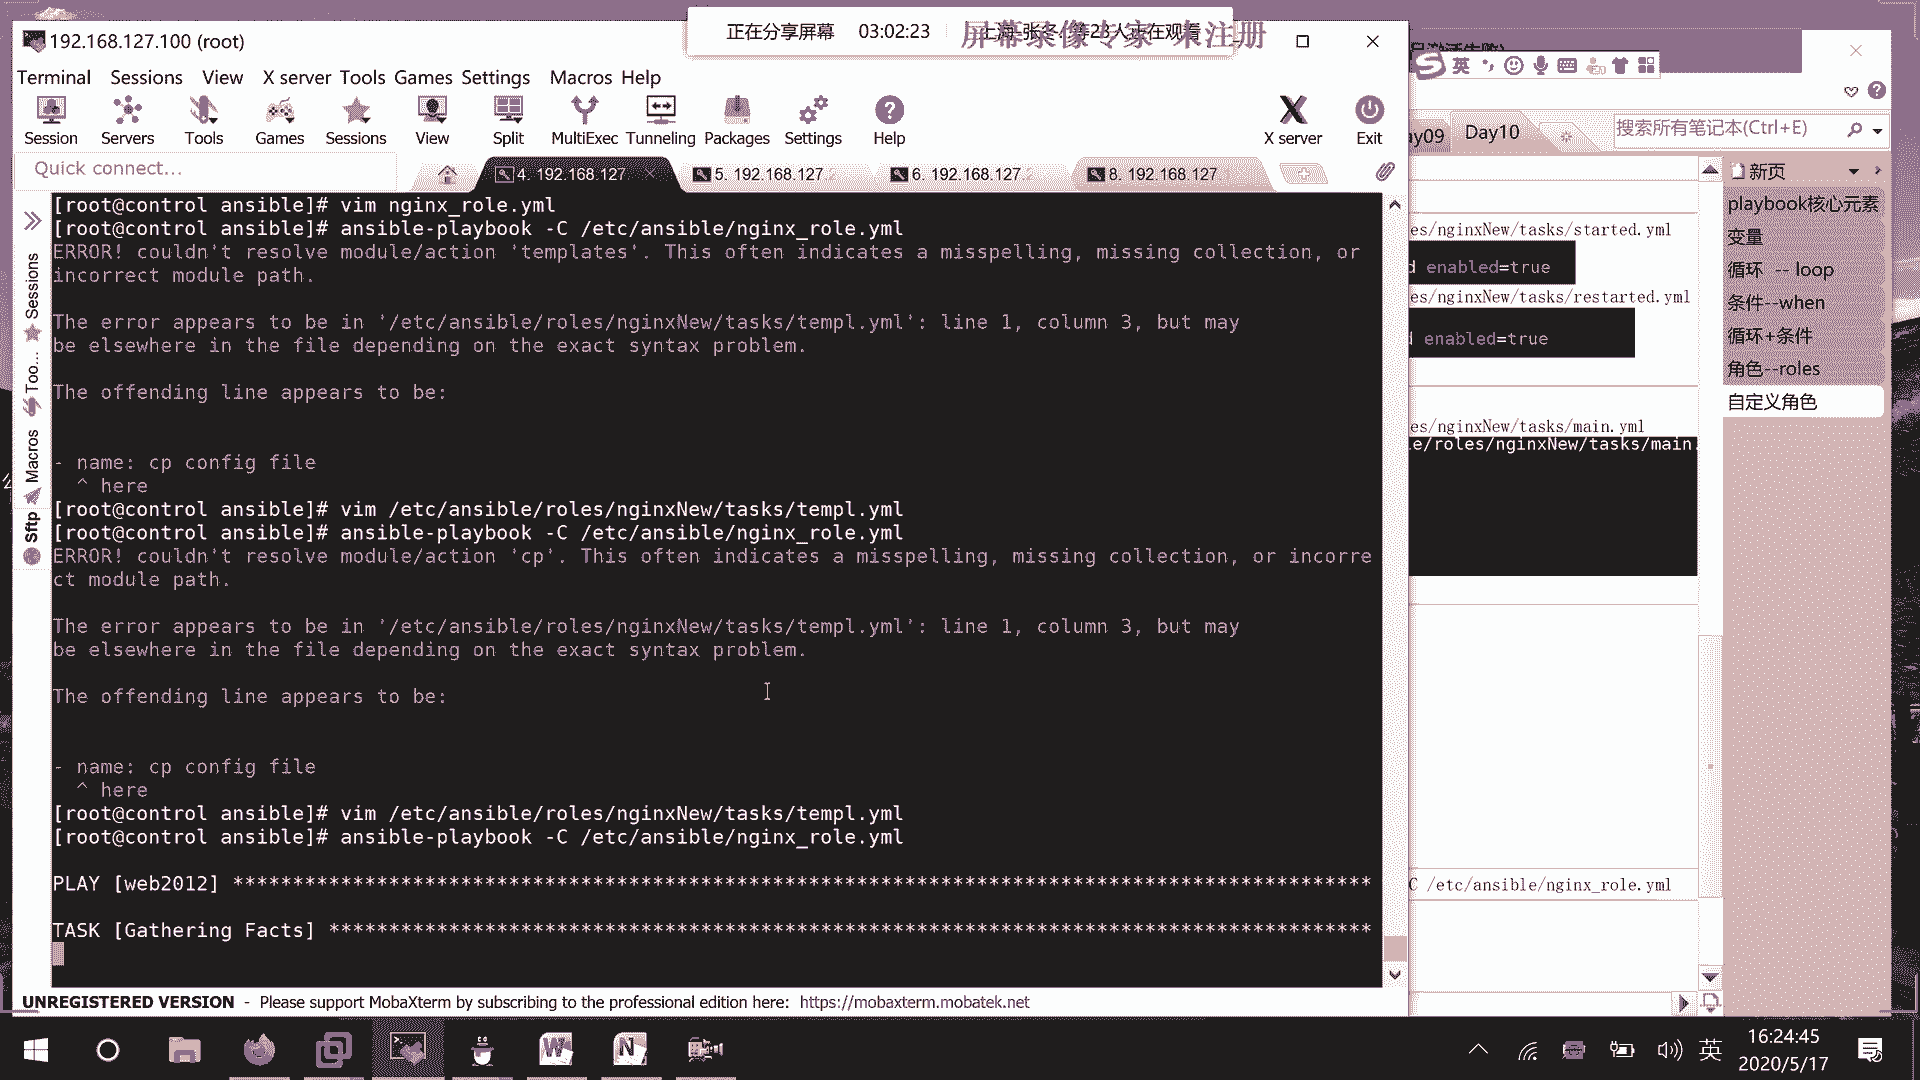 192.168.127.100 (root)
正在分享屏幕 03:02:23
屏幕录像专家 未注册
Terminal Sessions View X server Tools Games Settings Macros Help
Session Servers Tools Games Sessions View Split MultiExec Tunneling Packages Settings Help X server Exit
Quick connect...
4. 192.168.127. 5. 192.168.127. 6. 192.168.127. 8. 192.168.127.
Sessions
Too...
Macros
Sftp
[root@control ansible]# vim nginx_role.yml
[root@control ansible]# ansible-playbook -C /etc/ansible/nginx_role.yml
ERROR! couldn't resolve module/action 'templates'. This often indicates a misspelling, missing collection, or
incorrect module path.
The error appears to be in '/etc/ansible/roles/nginxNew/tasks/templ.yml': line 1, column 3, but may
be elsewhere in the file depending on the exact syntax problem.
The offending line appears to be:
- name: cp config file
^ here
[root@control ansible]# vim /etc/ansible/roles/nginxNew/tasks/templ.yml
[root@control ansible]# ansible-playbook -C /etc/ansible/nginx_role.yml
ERROR! couldn't resolve module/action 'cp'. This often indicates a misspelling, missing collection, or incorre
ct module path.
The error appears to be in '/etc/ansible/roles/nginxNew/tasks/templ.yml': line 1, column 3, but may
be elsewhere in the file depending on the exact syntax problem.
The offending line appears to be:
- name: cp config file
^ here
[root@control ansible]# vim /etc/ansible/roles/nginxNew/tasks/templ.yml
[root@control ansible]# ansible-playbook -C /etc/ansible/nginx_role.yml
PLAY [web2012] ***********************************************************************************************
TASK [Gathering Facts] ***************************************************************************************
UNREGISTERED VERSION - Please support MobaXterm by subscribing to the professional edition here: https://mobaxterm.mobatek.net
英
ay09 Day10
搜索所有笔记本(Ctrl+E)
es/nginxNew/tasks/started.yml
d enabled=true
es/nginxNew/tasks/restarted.yml
d enabled=true
es/nginxNew/tasks/main.yml
e/roles/nginxNew/tasks/main.
C /etc/ansible/nginx_role.yml
新页
playbook核心元素
变量
循环 -- loop
条件--when
循环+条件
角色--roles
自定义角色
英
16:24:45
2020/5/17